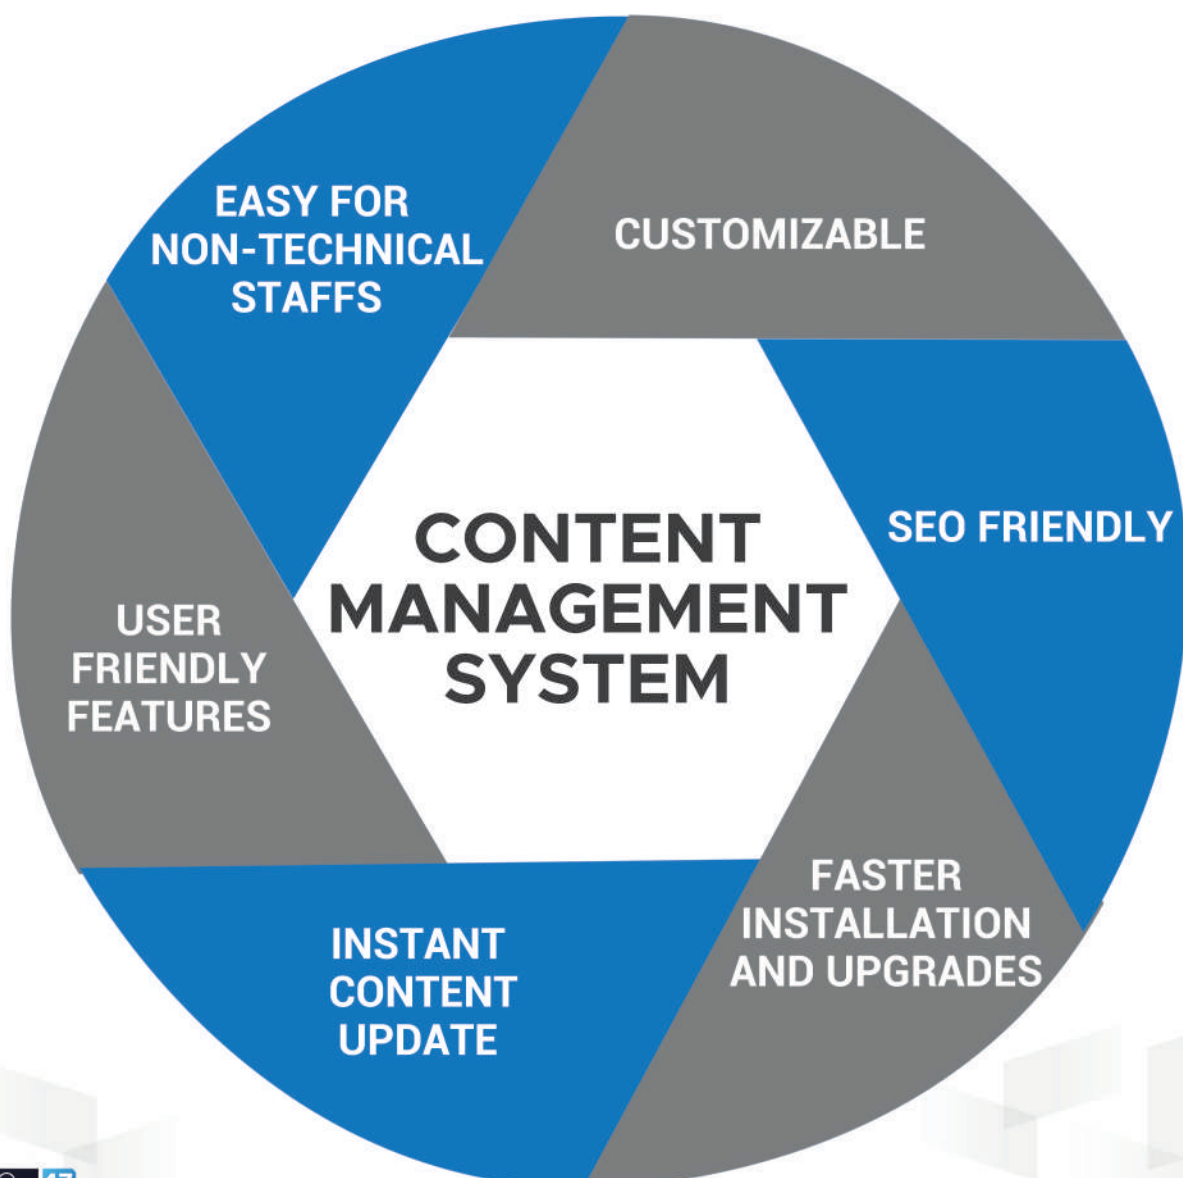 EASY FOR
NON-TECHNICAL
STAFFS
CUSTOMIZABLE
SEO FRIENDLY
CONTENT
MANAGEMENT
SYSTEM
USER
FRIENDLY
FEATURES
FASTER
INSTALLATION
AND UPGRADES
INSTANT
CONTENT
UPDATE